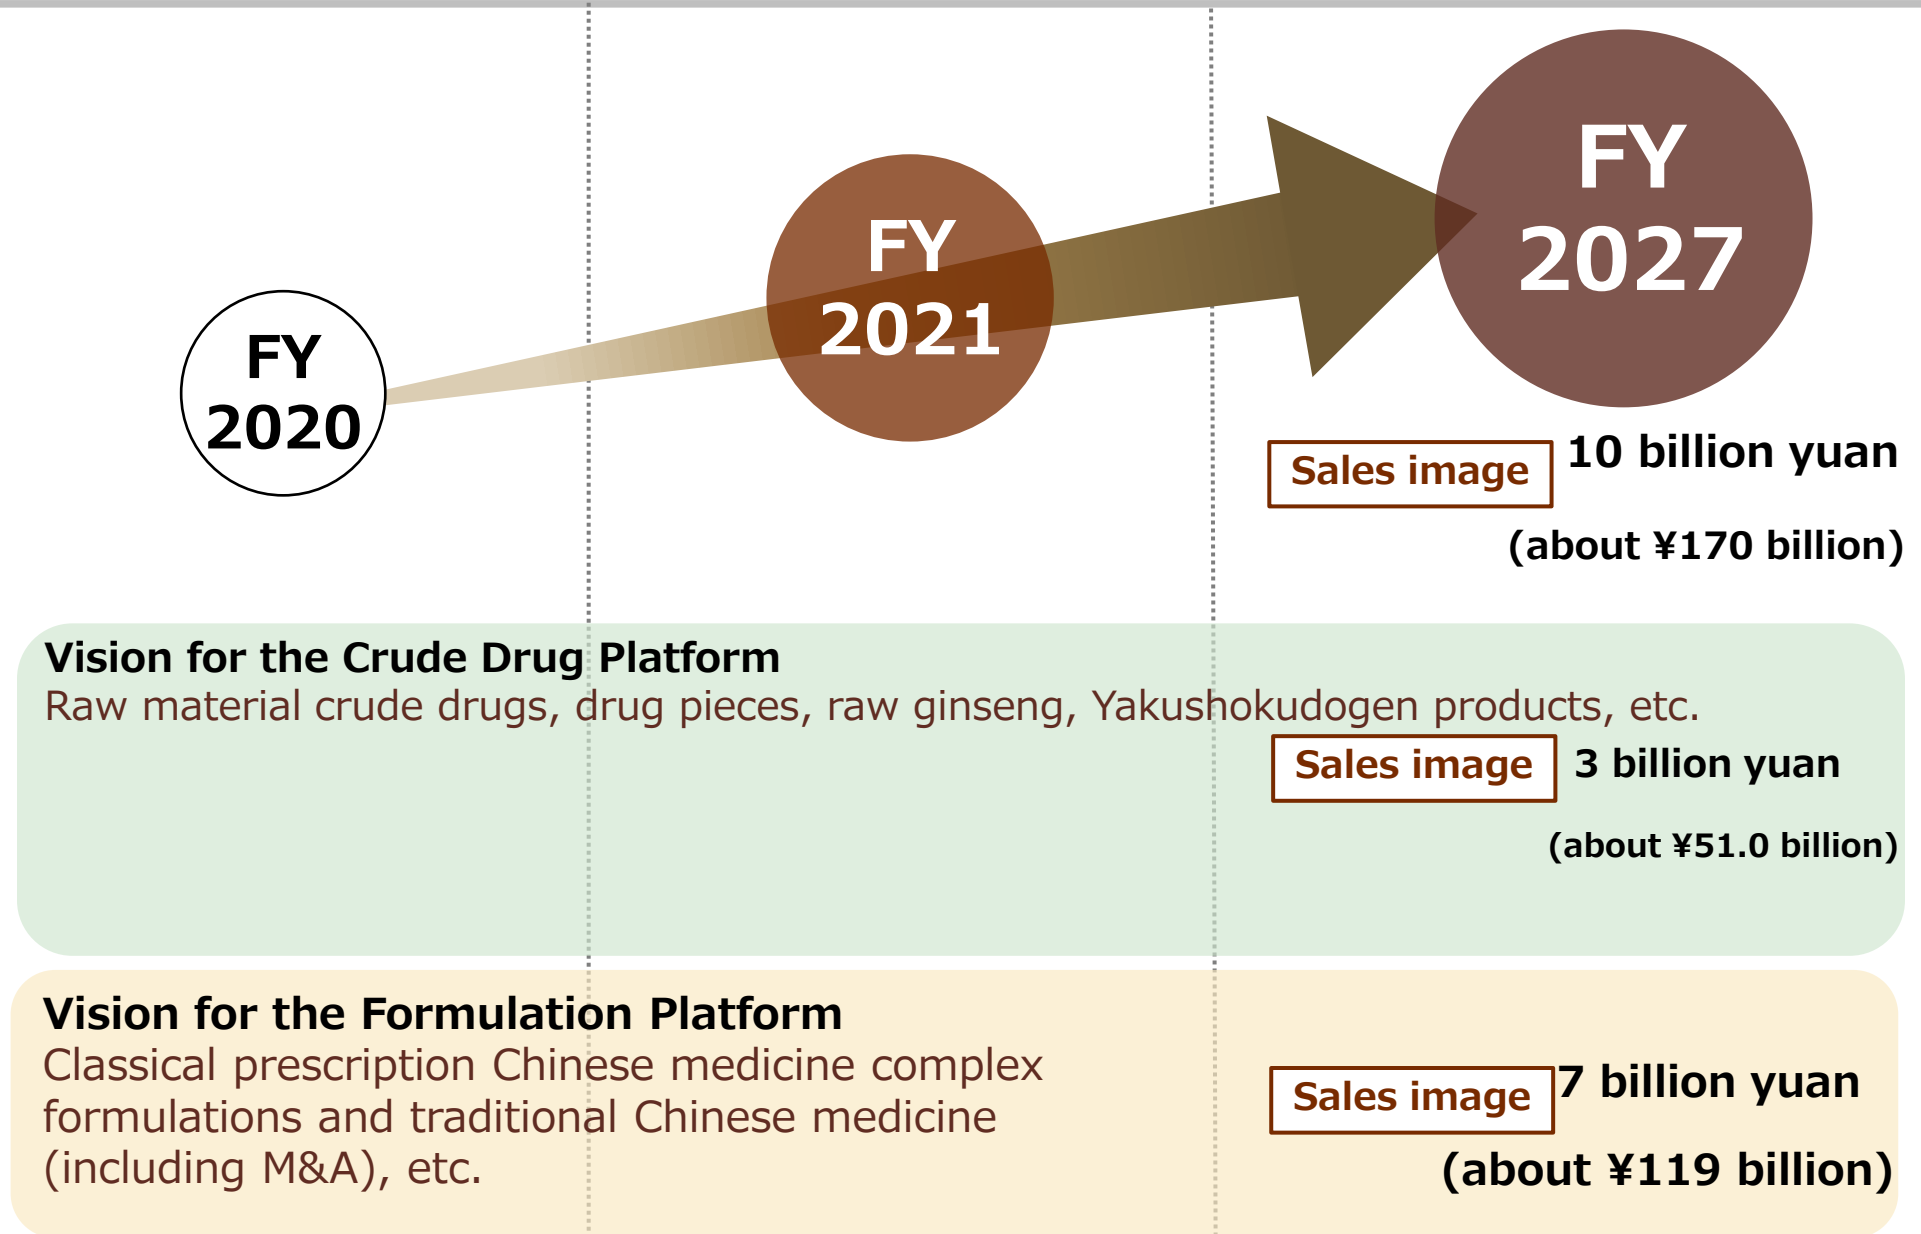 FY
2020
FY
2021
FY
2027
Sales image
10 billion yuan
(about ¥170 billion)
Vision for the Crude Drug Platform
Raw material crude drugs, drug pieces, raw ginseng, Yakushokudogen products, etc.
Sales image
3 billion yuan
(about ¥51.0 billion)
Vision for the Formulation Platform
Classical prescription Chinese medicine complex
formulations and traditional Chinese medicine
(including M&A), etc.
Sales image
7 billion yuan
(about ¥119 billion)